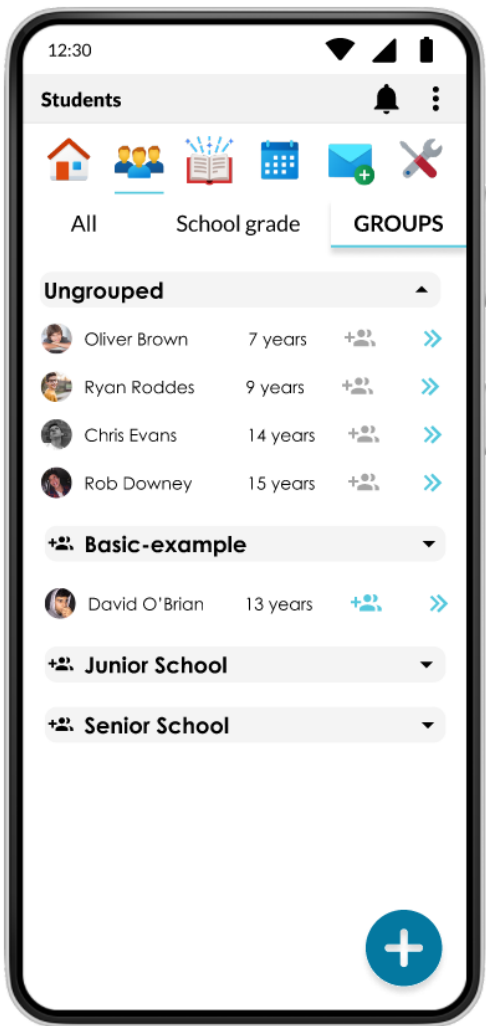 12:30
Students
All School grade GROUPS
Ungrouped
Oliver Brown 7 years
Ryan Roddes 9 years
Chris Evans 14 years
Rob Downey 15 years
Basic-example
David O’Brian 13 years
Junior School
Senior School